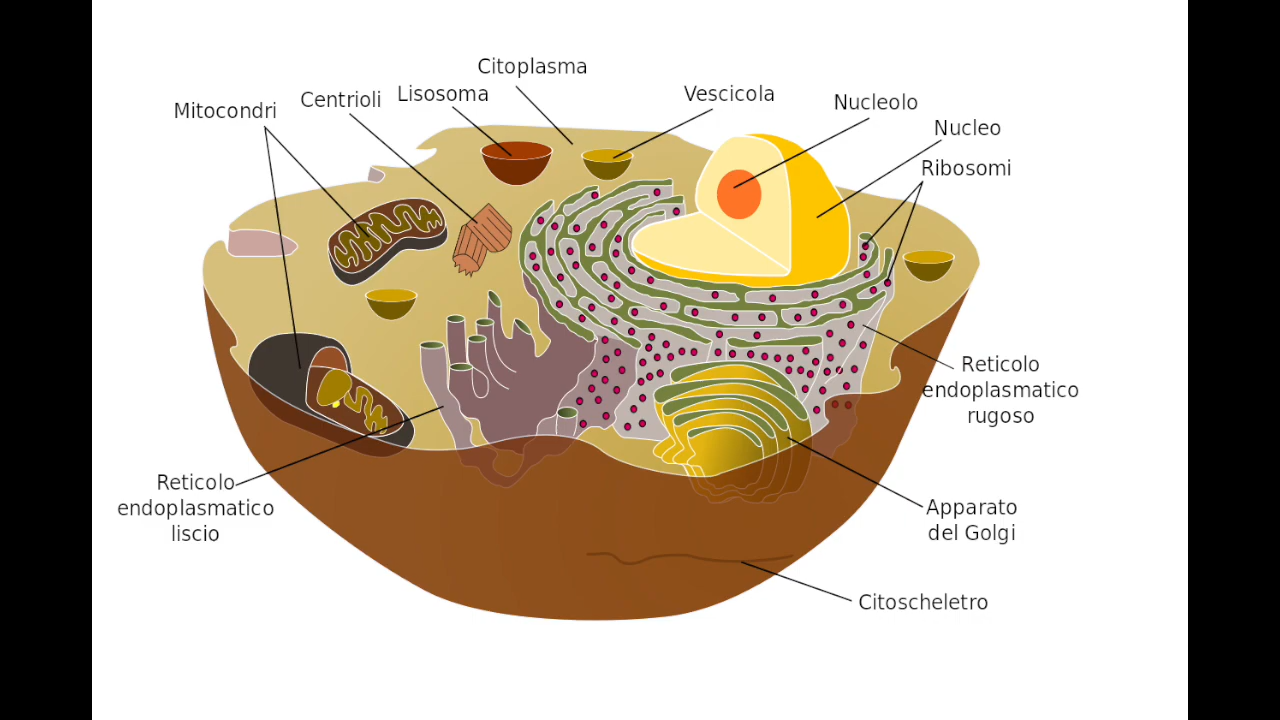 Citoplasma
Lisosoma
Vescicola
Centrioli
Mitocondri
Nucleolo
Nucleo
Ribosomi
Reticolo
endoplasmatico
rugoso
Reticolo
endoplasmatico
liscio
Apparato
del Golgi
Citoscheletro